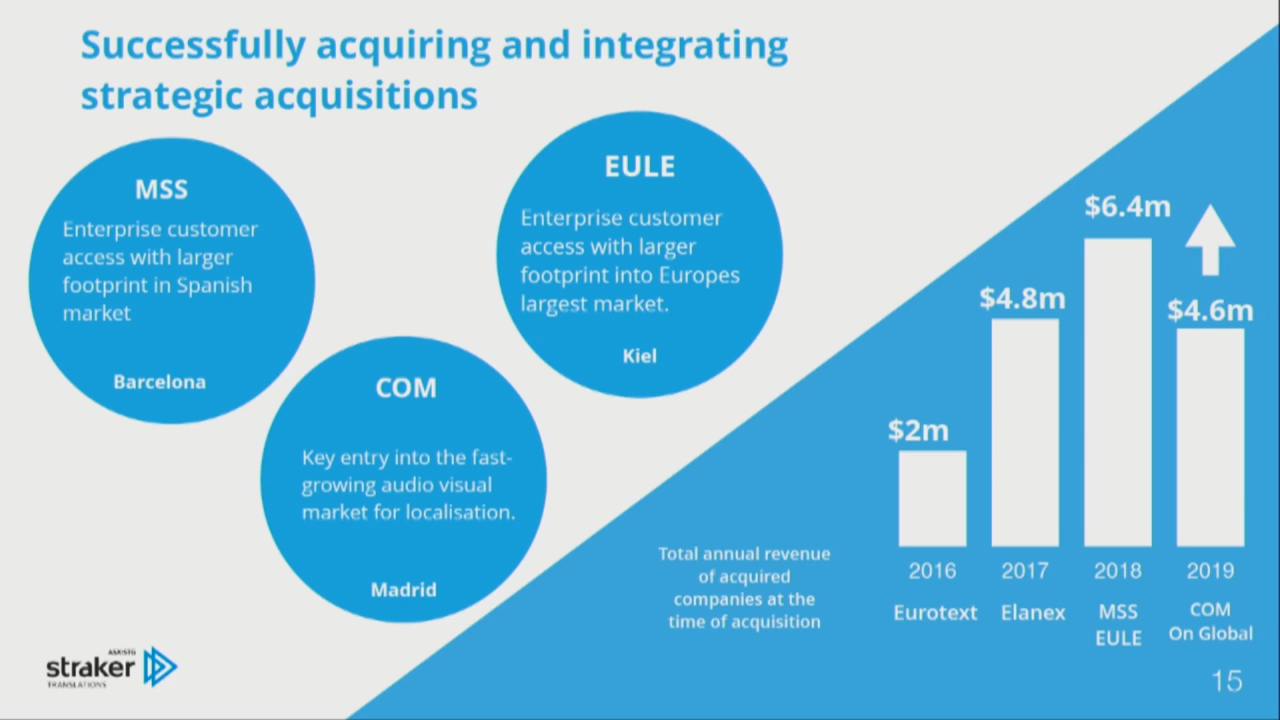 Successfully acquiring and integrating
strategic acquisitions
MSS
Enterprise customer
access with larger
footprint in Spanish
market
Barcelona
EULE
Enterprise customer
access with larger
footprint into Europes
largest market.
Kiel
COM
Key entry into the fast-
growing audio visual
market for localisation.
Madrid
Total annual revenue
of acquired
companies at the
time of acquisition
$2m
$4.8m
$6.4m
$4.6m
2016
2017
2018
2019
Eurotext
Elanex
MSS
EULE
COM
On Global
ASX:STG
straker
TRANSLATIONS
15